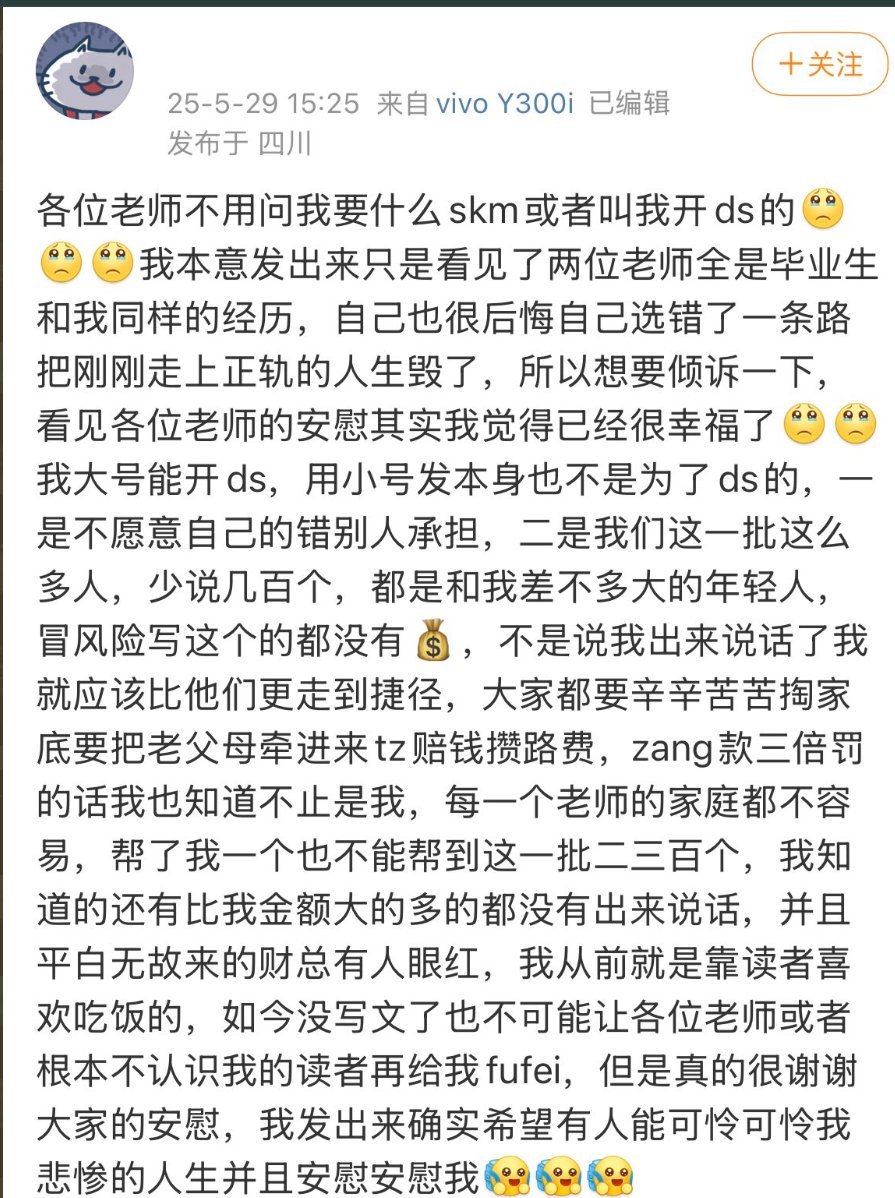 +关注
25-5-29 15:25 来自 vivo Y300i 已编辑
发布于 四川
各位老师不用问我要什么skm或者叫我开ds的🥺
🥺🥺我本意发出来只是看见了两位老师全是毕业生
和我同样的经历，自己也很后悔自己选错了一条路
把刚刚走上正轨的人生毁了，所以想要倾诉一下，
看见各位老师的安慰其实我觉得已经很幸福了🥺🥺
我大号能开ds，用小号发本身也不是为了ds的，一
是不愿意自己的错别人承担，二是我们这一批这么
多人，少说几百个，都是和我差不多大的年轻人，
冒风险写这个的都没有💰，不是说我出来说话了我
就应该比他们更走到捷径，大家都要辛辛苦苦掏家
底要把老父母牵进来tz赔钱攒路费，zang款三倍罚
的话我也知道不止是我，每一个老师的家庭都不容
易，帮了我一个也不能帮到这一批二三百个，我知
道的还有比我金额大的多的都没有出来说话，并且
平白无故来的财总有人眼红，我从前就是靠读者喜
欢吃饭的，如今没写文了也不可能让各位老师或者
根本不认识我的读者再给我fufei，但是真的很谢谢
大家的安慰，我发出来确实希望有人能可怜可怜我
悲惨的人生并且安慰安慰我🥹🥹🥹